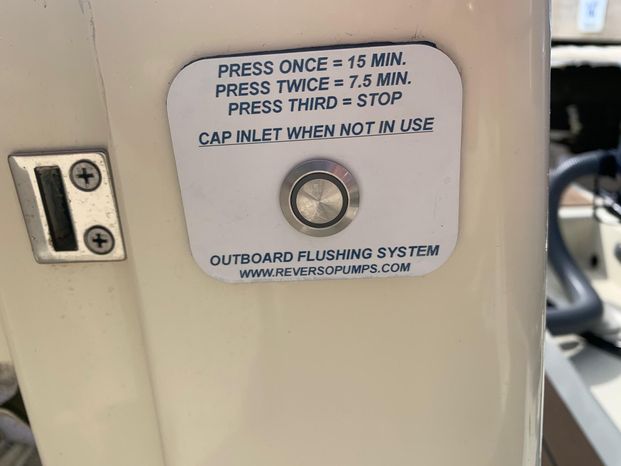 PRESS ONCE = 15 MIN.
PRESS TWICE = 7.5 MIN.
PRESS THIRD = STOP
CAP INLET WHEN NOT IN USE
OUTBOARD FLUSHING SYSTEM
WWW.REVERSOPUMPS.COM